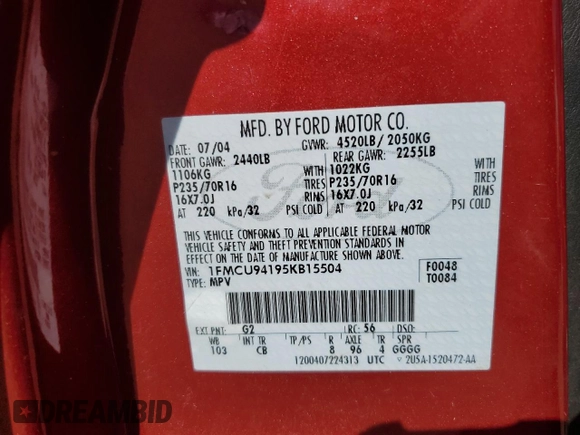 MFD. BY FORD MOTOR CO.
DATE: 07/04 GVWR: 4520LB/ 2050KG
FRONT GAWR: 2440LB REAR GAWR: 2255LB
1106KG WITH 1022KG WITH
P235/70R16 TIRES P235/70R16 TIRES
16X7.0J RIMS 16X7.0J RIMS
AT 220 kPa/32 PSI COLD AT 220 kPa/32 PSI COLD
THIS VEHICLE CONFORMS TO ALL APPLICABLE FEDERAL MOTOR
VEHICLE SAFETY AND THEFT PREVENTION STANDARDS IN
EFFECT ON THE DATE OF MANUFACTURE SHOWN ABOVE.
VIN: 1FMCU94195KB15504 F0048
TYPE: MPV T0084
EXT PNT: G2 RC: 56 DSO:
WB INT TR TP/PS R AXLE TR SPR
103 CB 8 96 4 GGGG
1200407224313 UTC 2U5A-1520472-AA
Ford
DREAMBID